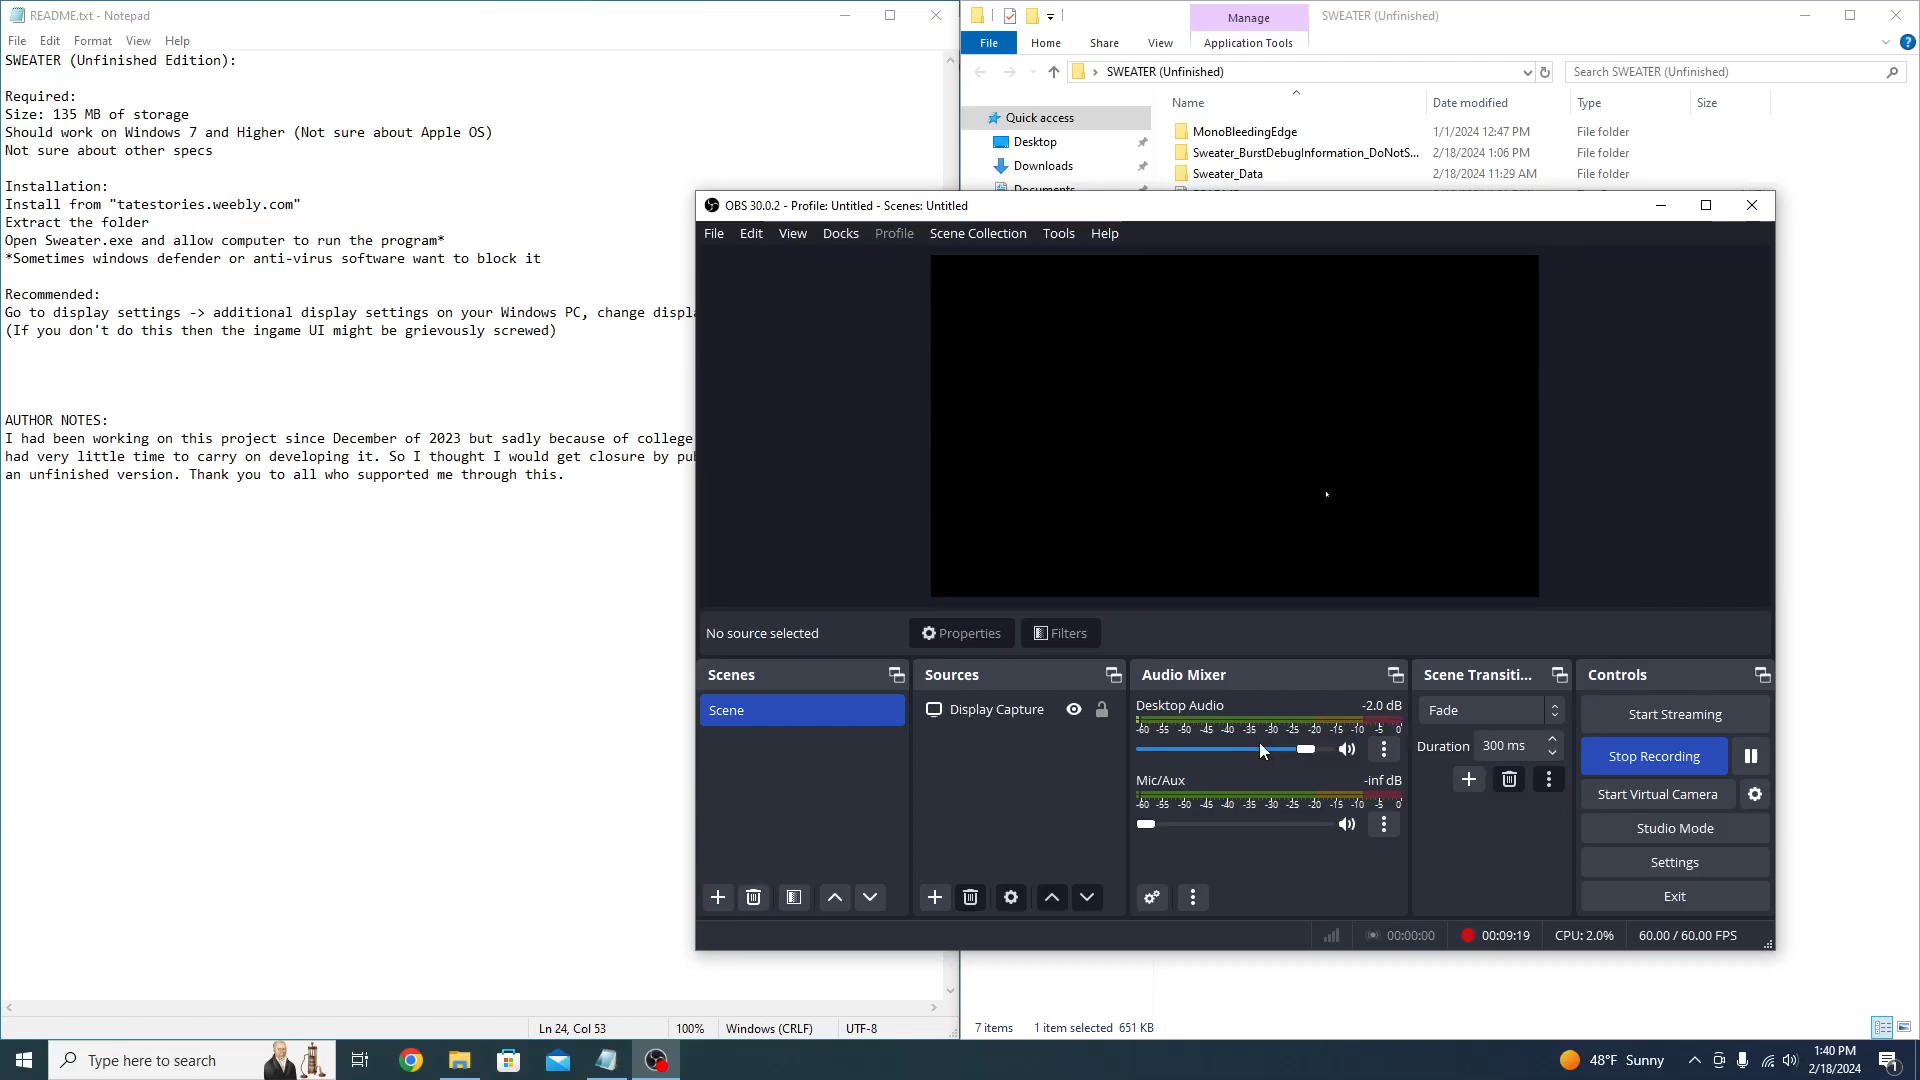 README.txt - Notepad
File Edit Format View Help
SWEATER (Unfinished Edition):
Required:
Size: 135 MB of storage
Should work on Windows 7 and Higher (Not sure about Apple OS)
Not sure about other specs
Installation:
Install from "tatestories.weebly.com"
Extract the folder
Open Sweater.exe and allow computer to run the program*
*Sometimes windows defender or anti-virus software want to block it
Recommended:
Go to display settings -> additional display settings on your Windows PC, change displa
(If you don't do this then the ingame UI might be grievously screwed)
AUTHOR NOTES:
I had been working on this project since December of 2023 but sadly because of college
had very little time to carry on developing it. So I thought I would get closure by pub
an unfinished version. Thank you to all who supported me through this.
Ln 24, Col 53 100% Windows (CRLF) UTF-8
Manage SWEATER (Unfinished)
File Home Share View Application Tools
SWEATER (Unfinished) Search SWEATER (Unfinished)
Name Date modified Type Size
Quick access
Desktop
Downloads
Documents
MonoBleedingEdge 1/1/2024 12:47 PM File folder
Sweater_BurstDebugInformation_DoNotS... 2/18/2024 1:06 PM File folder
Sweater_Data 2/18/2024 11:29 AM File folder
7 items 1 item selected 651 KB
OBS 30.0.2 - Profile: Untitled - Scenes: Untitled
File Edit View Docks Profile Scene Collection Tools Help
No source selected Properties Filters
Scenes
Scene
Sources
Display Capture
Audio Mixer
Desktop Audio -2.0 dB
-60 -55 -50 -45 -40 -35 -30 -25 -20 -15 -10 -5 0
Mic/Aux -inf dB
-60 -55 -50 -45 -40 -35 -30 -25 -20 -15 -10 -5 0
Scene Transiti...
Fade
Duration 300 ms
Controls
Start Streaming
Stop Recording
Start Virtual Camera
Studio Mode
Settings
Exit
00:00:00 00:09:19 CPU: 2.0% 60.00 / 60.00 FPS
Type here to search
48°F Sunny
1:40 PM
2/18/2024
1